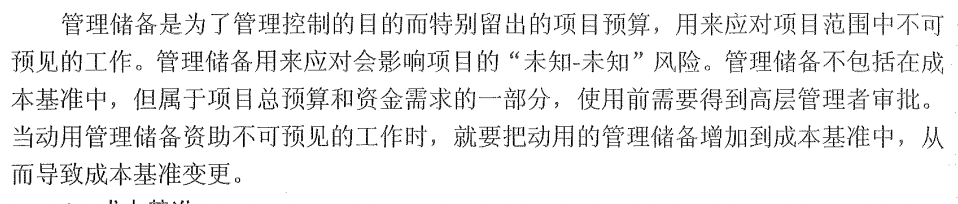 管理储备是为了管理控制的目的而特别留出的项目预算，用来应对项目范围中不可
预见的工作。管理储备用来应对会影响项目的“未知-未知”风险。管理储备不包括在成
本基准中，但属于项目总预算和资金需求的一部分，使用前需要得到高层管理者审批。
当动用管理储备资助不可预见的工作时，就要把动用的管理储备增加到成本基准中，从
而导致成本基准变更。